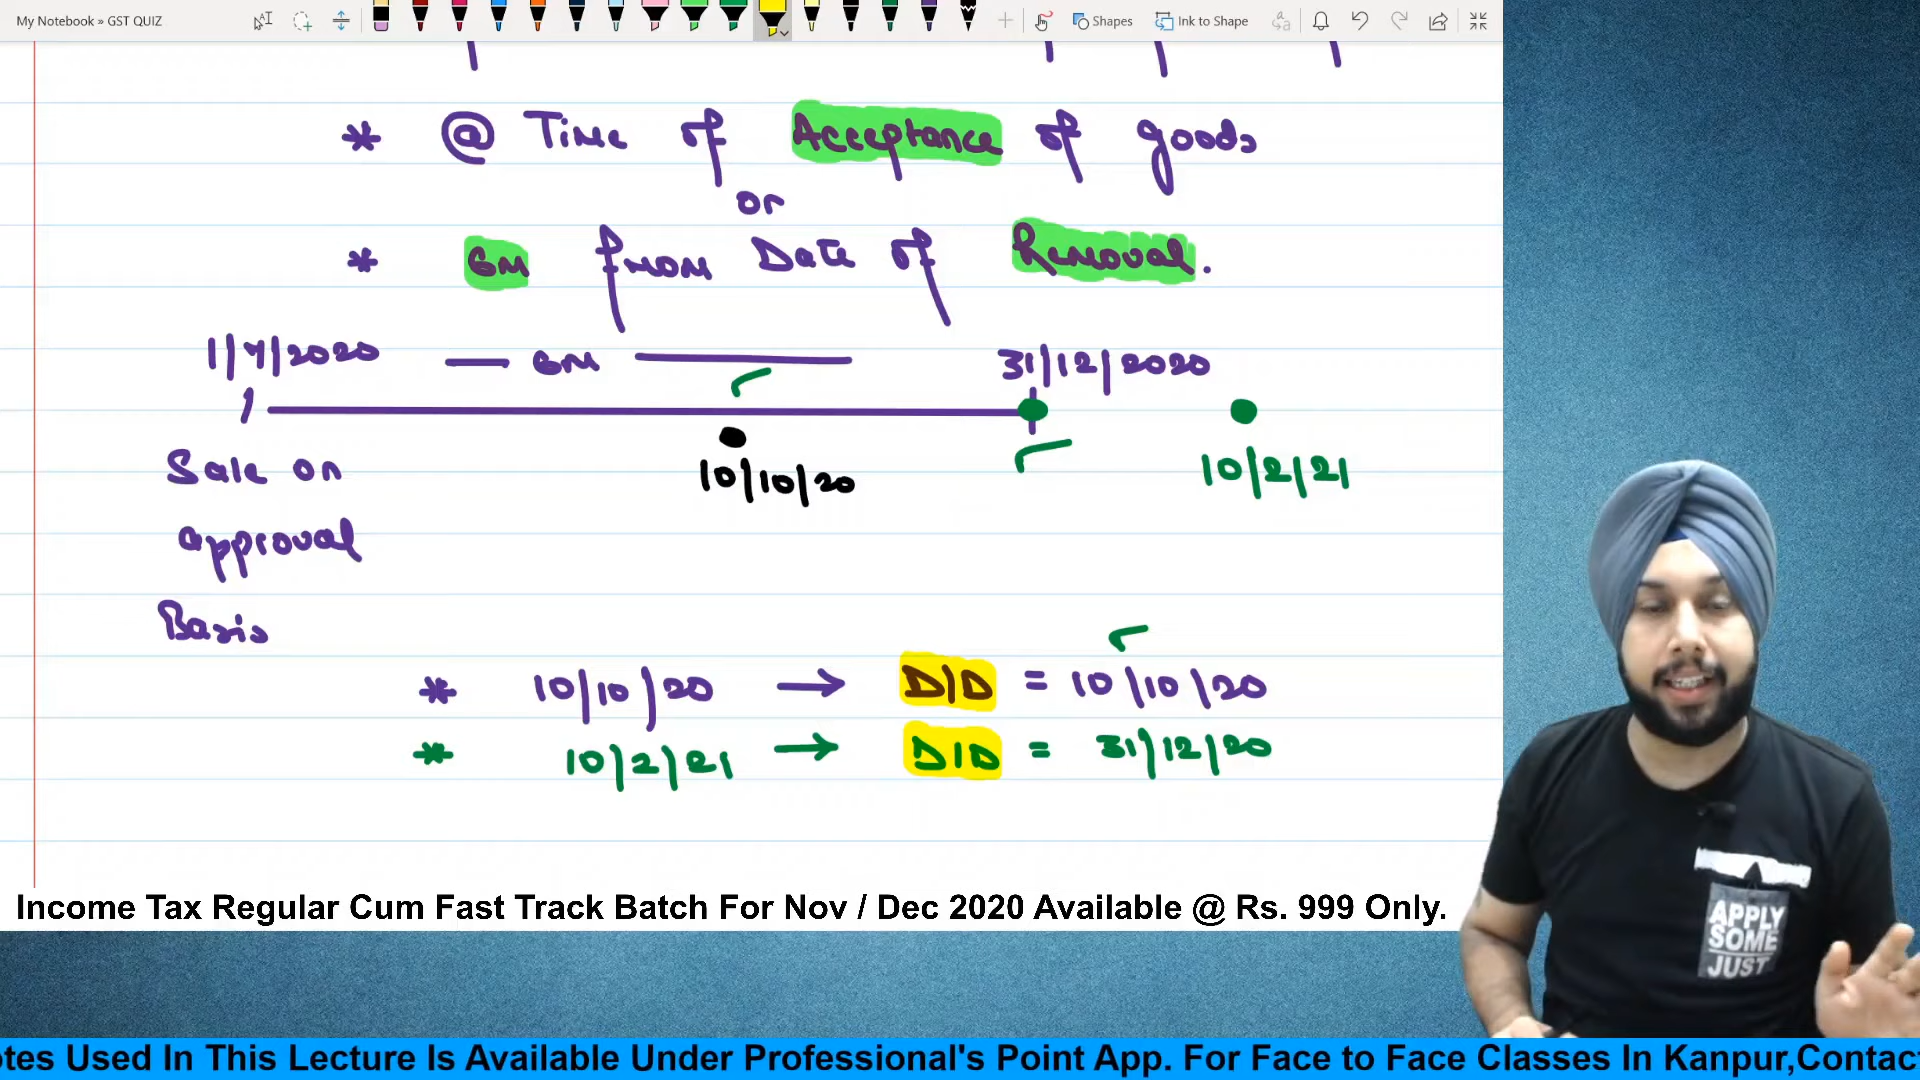 My Notebook » GST QUIZ
Shapes
Ink to Shape
* @ Time of Acceptance of goods
or
* 6M from Date of Removal.
1/7/2020 — 6M — 31/12/2020
10/10/20
10/2/21
Sale on
approval
Basis
* 10/10/20 → D/D = 10/10/20
* 10/2/21 → D/D = 31/12/20
APPLY
SOME
JUST
Income Tax Regular Cum Fast Track Batch For Nov / Dec 2020 Available @ Rs. 999 Only.
otes Used In This Lecture Is Available Under Professional's Point App. For Face to Face Classes In Kanpur,Contac